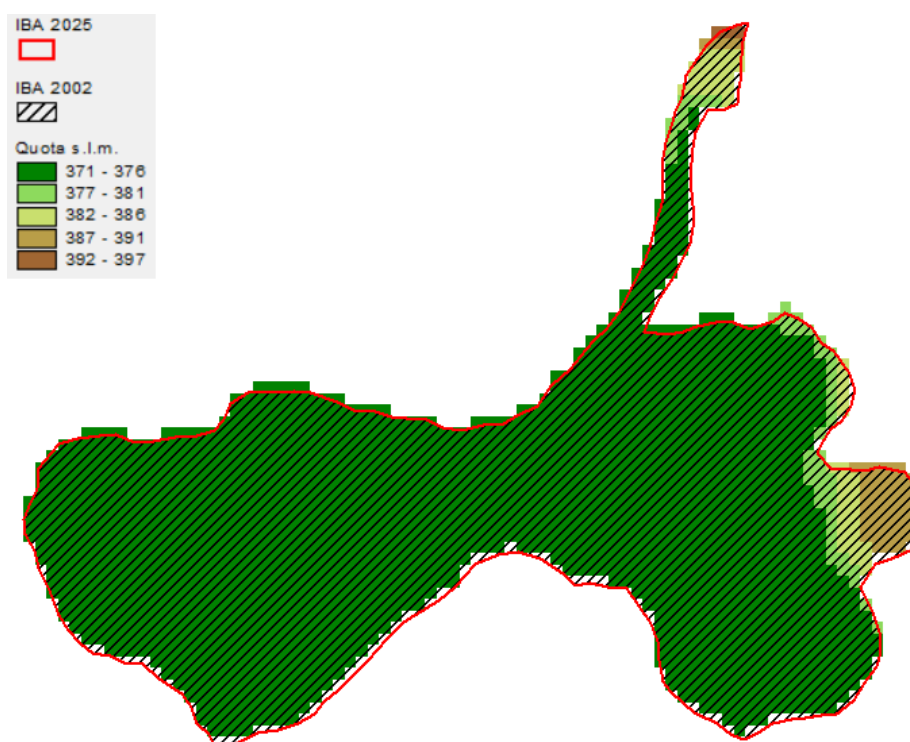 IBA 2025
IBA 2002
Quota s.l.m.
371 - 376
377 - 381
382 - 386
387 - 391
392 - 397